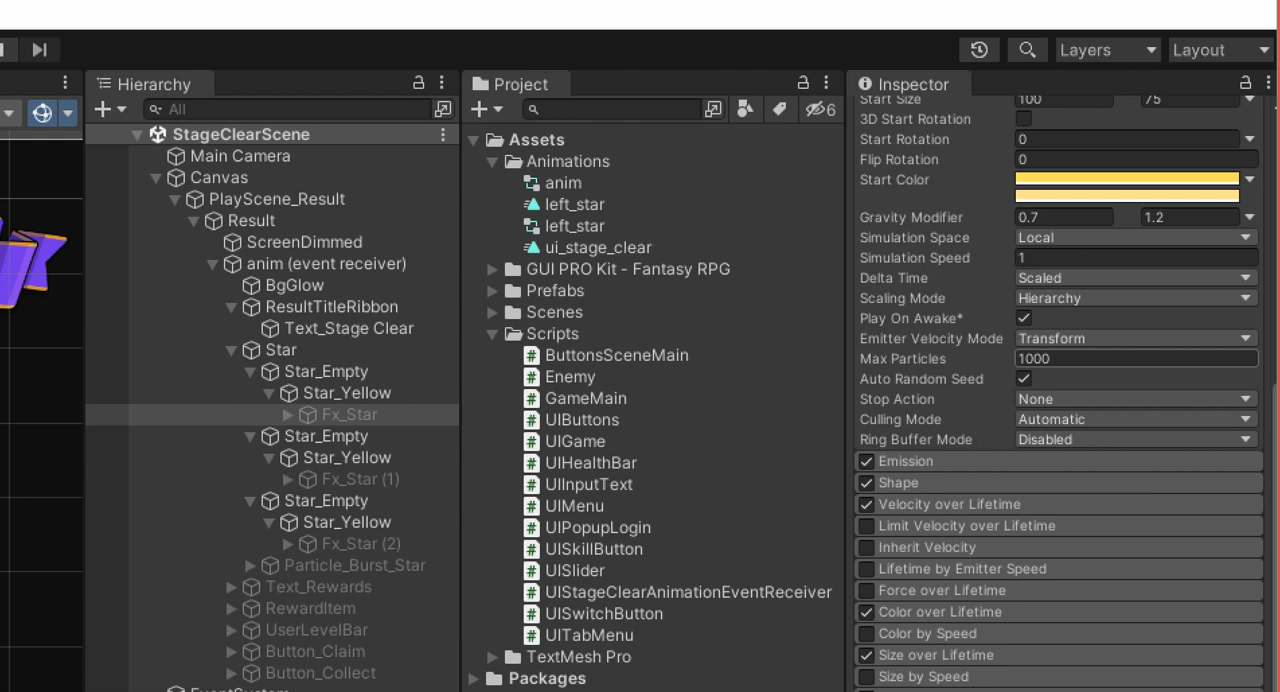 Layers
Layout
Hierarchy
All
StageClearScene
Main Camera
Canvas
PlayScene_Result
Result
ScreenDimmed
anim (event receiver)
BgGlow
ResultTitleRibbon
Text_Stage Clear
Star
Star_Empty
Star_Yellow
Fx_Star
Star_Empty
Star_Yellow
Fx_Star (1)
Star_Empty
Star_Yellow
Fx_Star (2)
Particle_Burst_Star
Text_Rewards
RewardItem
UserLevelBar
Button_Claim
Button_Collect
EventSystem
Project
6
Assets
Animations
anim
left_star
left_star
ui_stage_clear
GUI PRO Kit - Fantasy RPG
Prefabs
Scenes
Scripts
ButtonsSceneMain
Enemy
GameMain
UIButtons
UIGame
UIHealthBar
UIInputText
UIMenu
UIPopupLogin
UISkillButton
UISlider
UIStageClearAnimationEventReceiver
UISwitchButton
UITabMenu
TextMesh Pro
Packages
Inspector
Start Size 100 75
3D Start Rotation
Start Rotation 0
Flip Rotation 0
Start Color
Gravity Modifier 0.7 1.2
Simulation Space Local
Simulation Speed 1
Delta Time Scaled
Scaling Mode Hierarchy
Play On Awake*
Emitter Velocity Mode Transform
Max Particles 1000
Auto Random Seed
Stop Action None
Culling Mode Automatic
Ring Buffer Mode Disabled
Emission
Shape
Velocity over Lifetime
Limit Velocity over Lifetime
Inherit Velocity
Lifetime by Emitter Speed
Force over Lifetime
Color over Lifetime
Color by Speed
Size over Lifetime
Size by Speed